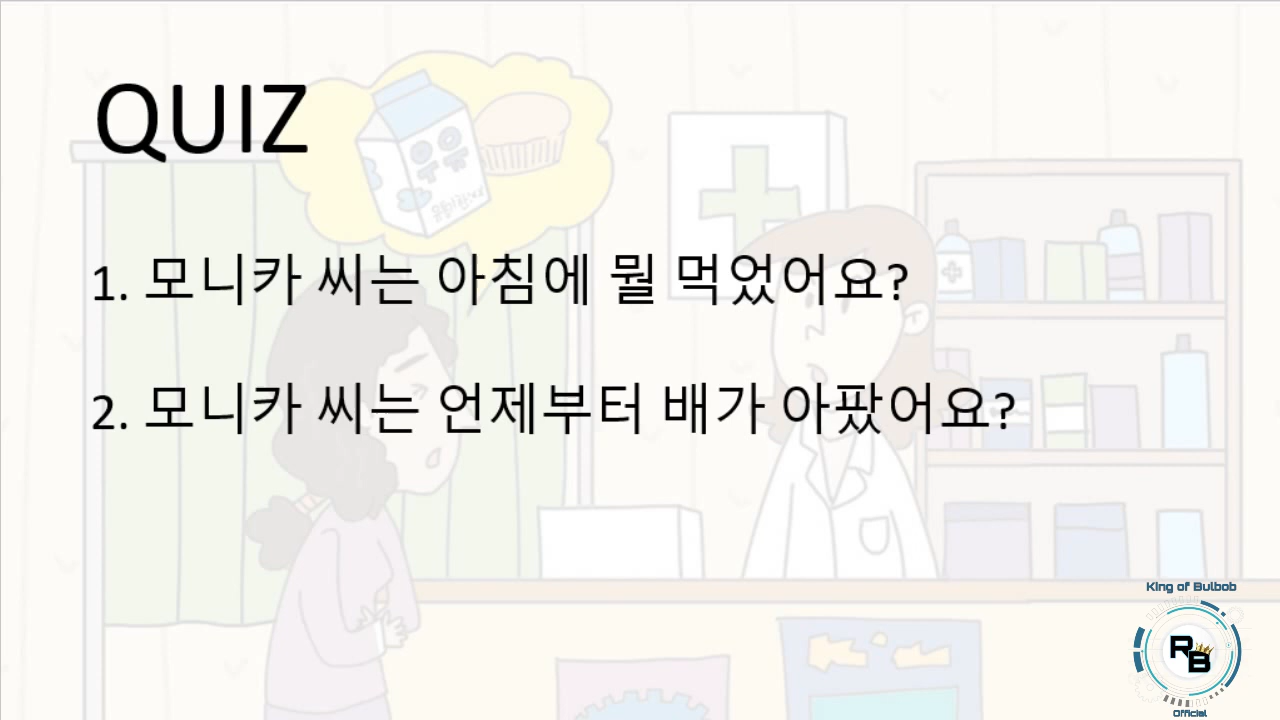 QUIZ
우유
1. 모니카 씨는 아침에 뭘 먹었어요?
2. 모니카 씨는 언제부터 배가 아팠어요?
King of Bulbob
RB
Official